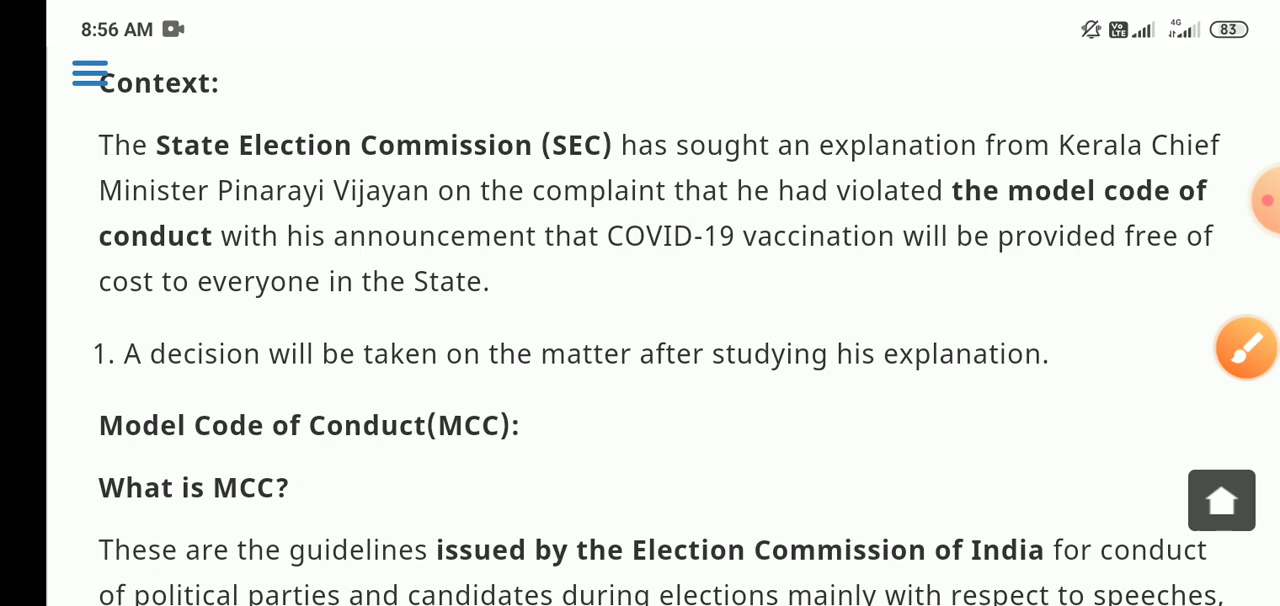 8:56 AM
Vo LTE 4G 83
Context:
The State Election Commission (SEC) has sought an explanation from Kerala Chief
Minister Pinarayi Vijayan on the complaint that he had violated the model code of
conduct with his announcement that COVID-19 vaccination will be provided free of
cost to everyone in the State.
1. A decision will be taken on the matter after studying his explanation.
Model Code of Conduct(MCC):
What is MCC?
These are the guidelines issued by the Election Commission of India for conduct
of political parties and candidates during elections mainly with respect to speeches,